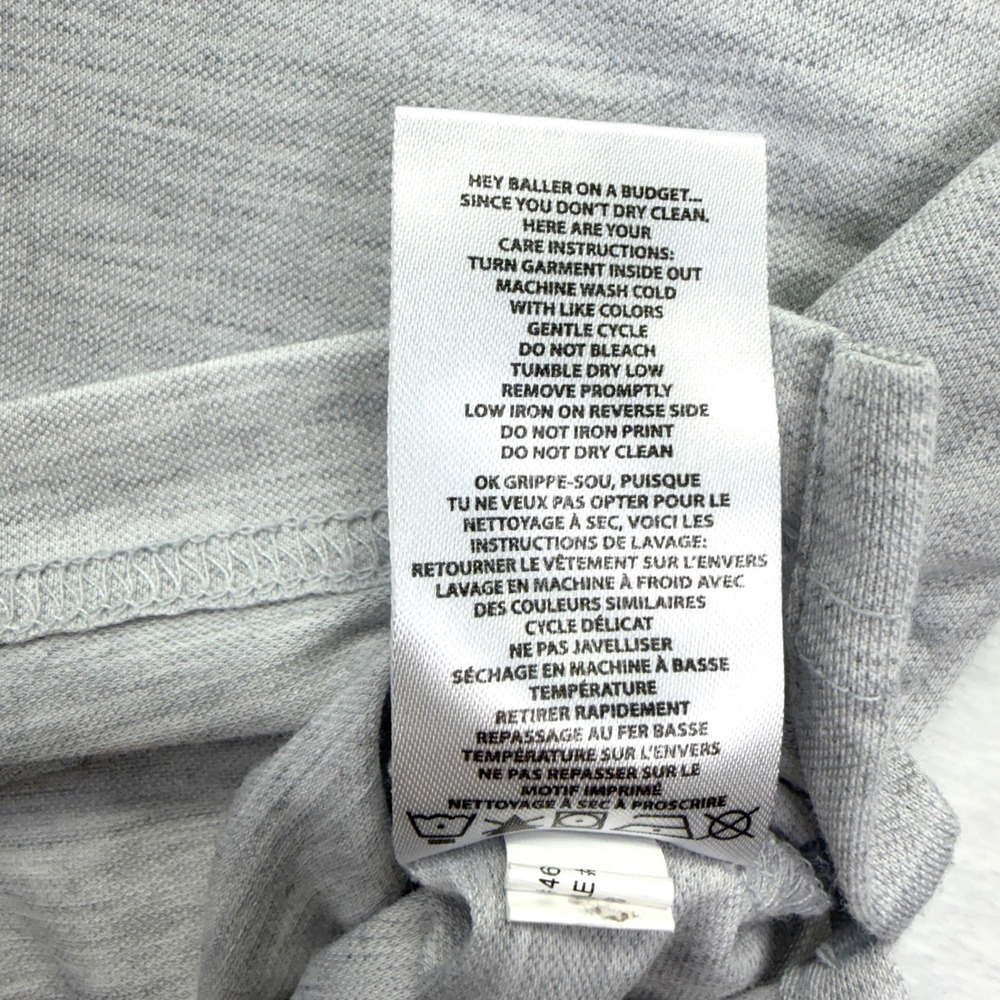 HEY BALLER ON A BUDGET...
SINCE YOU DON'T DRY CLEAN.
HERE ARE YOUR
CARE INSTRUCTIONS:
TURN GARMENT INSIDE OUT
MACHINE WASH COLD
WITH LIKE COLORS
GENTLE CYCLE
DO NOT BLEACH
TUMBLE DRY LOW
REMOVE PROMPTLY
LOW IRON ON REVERSE SIDE
DO NOT IRON PRINT
DO NOT DRY CLEAN
OK GRIPPE-SOU, PUISQUE
TU NE VEUX PAS OPTER POUR LE
NETTOYAGE À SEC, VOICI LES
INSTRUCTIONS DE LAVAGE:
RETOURNER LE VÊTEMENT SUR L'ENVERS
LAVAGE EN MACHINE À FROID AVEC
DES COULEURS SIMILAIRES
CYCLE DÉLICAT
NE PAS JAVELLISER
SÉCHAGE EN MACHINE À BASSE
TEMPÉRATURE
RETIRER RAPIDEMENT
REPASSAGE AU FER BASSE
TEMPÉRATURE SUR L'ENVERS
NE PAS REPASSER SUR LE
MOTIF IMPRIMÉ
NETTOYAGE À SEC À PROSCRIRE
46
E#